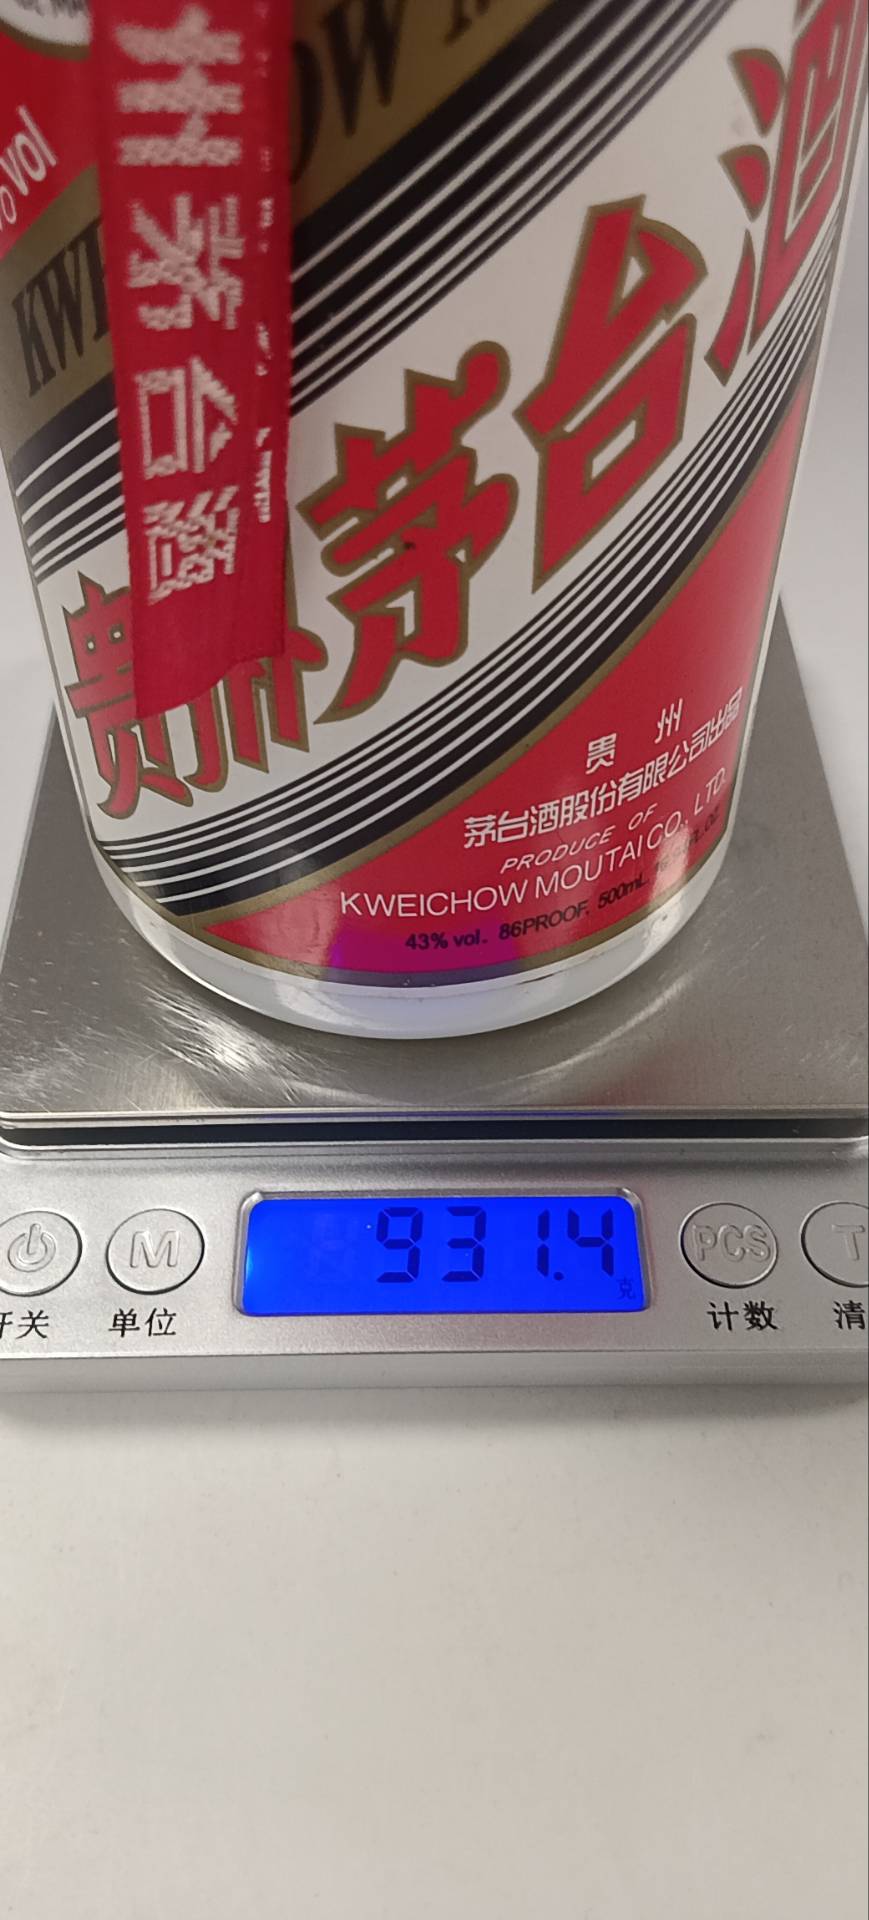 %vol
州茅台酒
贵州茅台酒
贵 州
茅台酒股份有限公司出品
PRODUCE OF
KWEICHOW MOUTAI CO., LTD.
43% vol. 86PROOF. 500mL.
931.4
克
M
PCS
T
开关
单位
计数
清